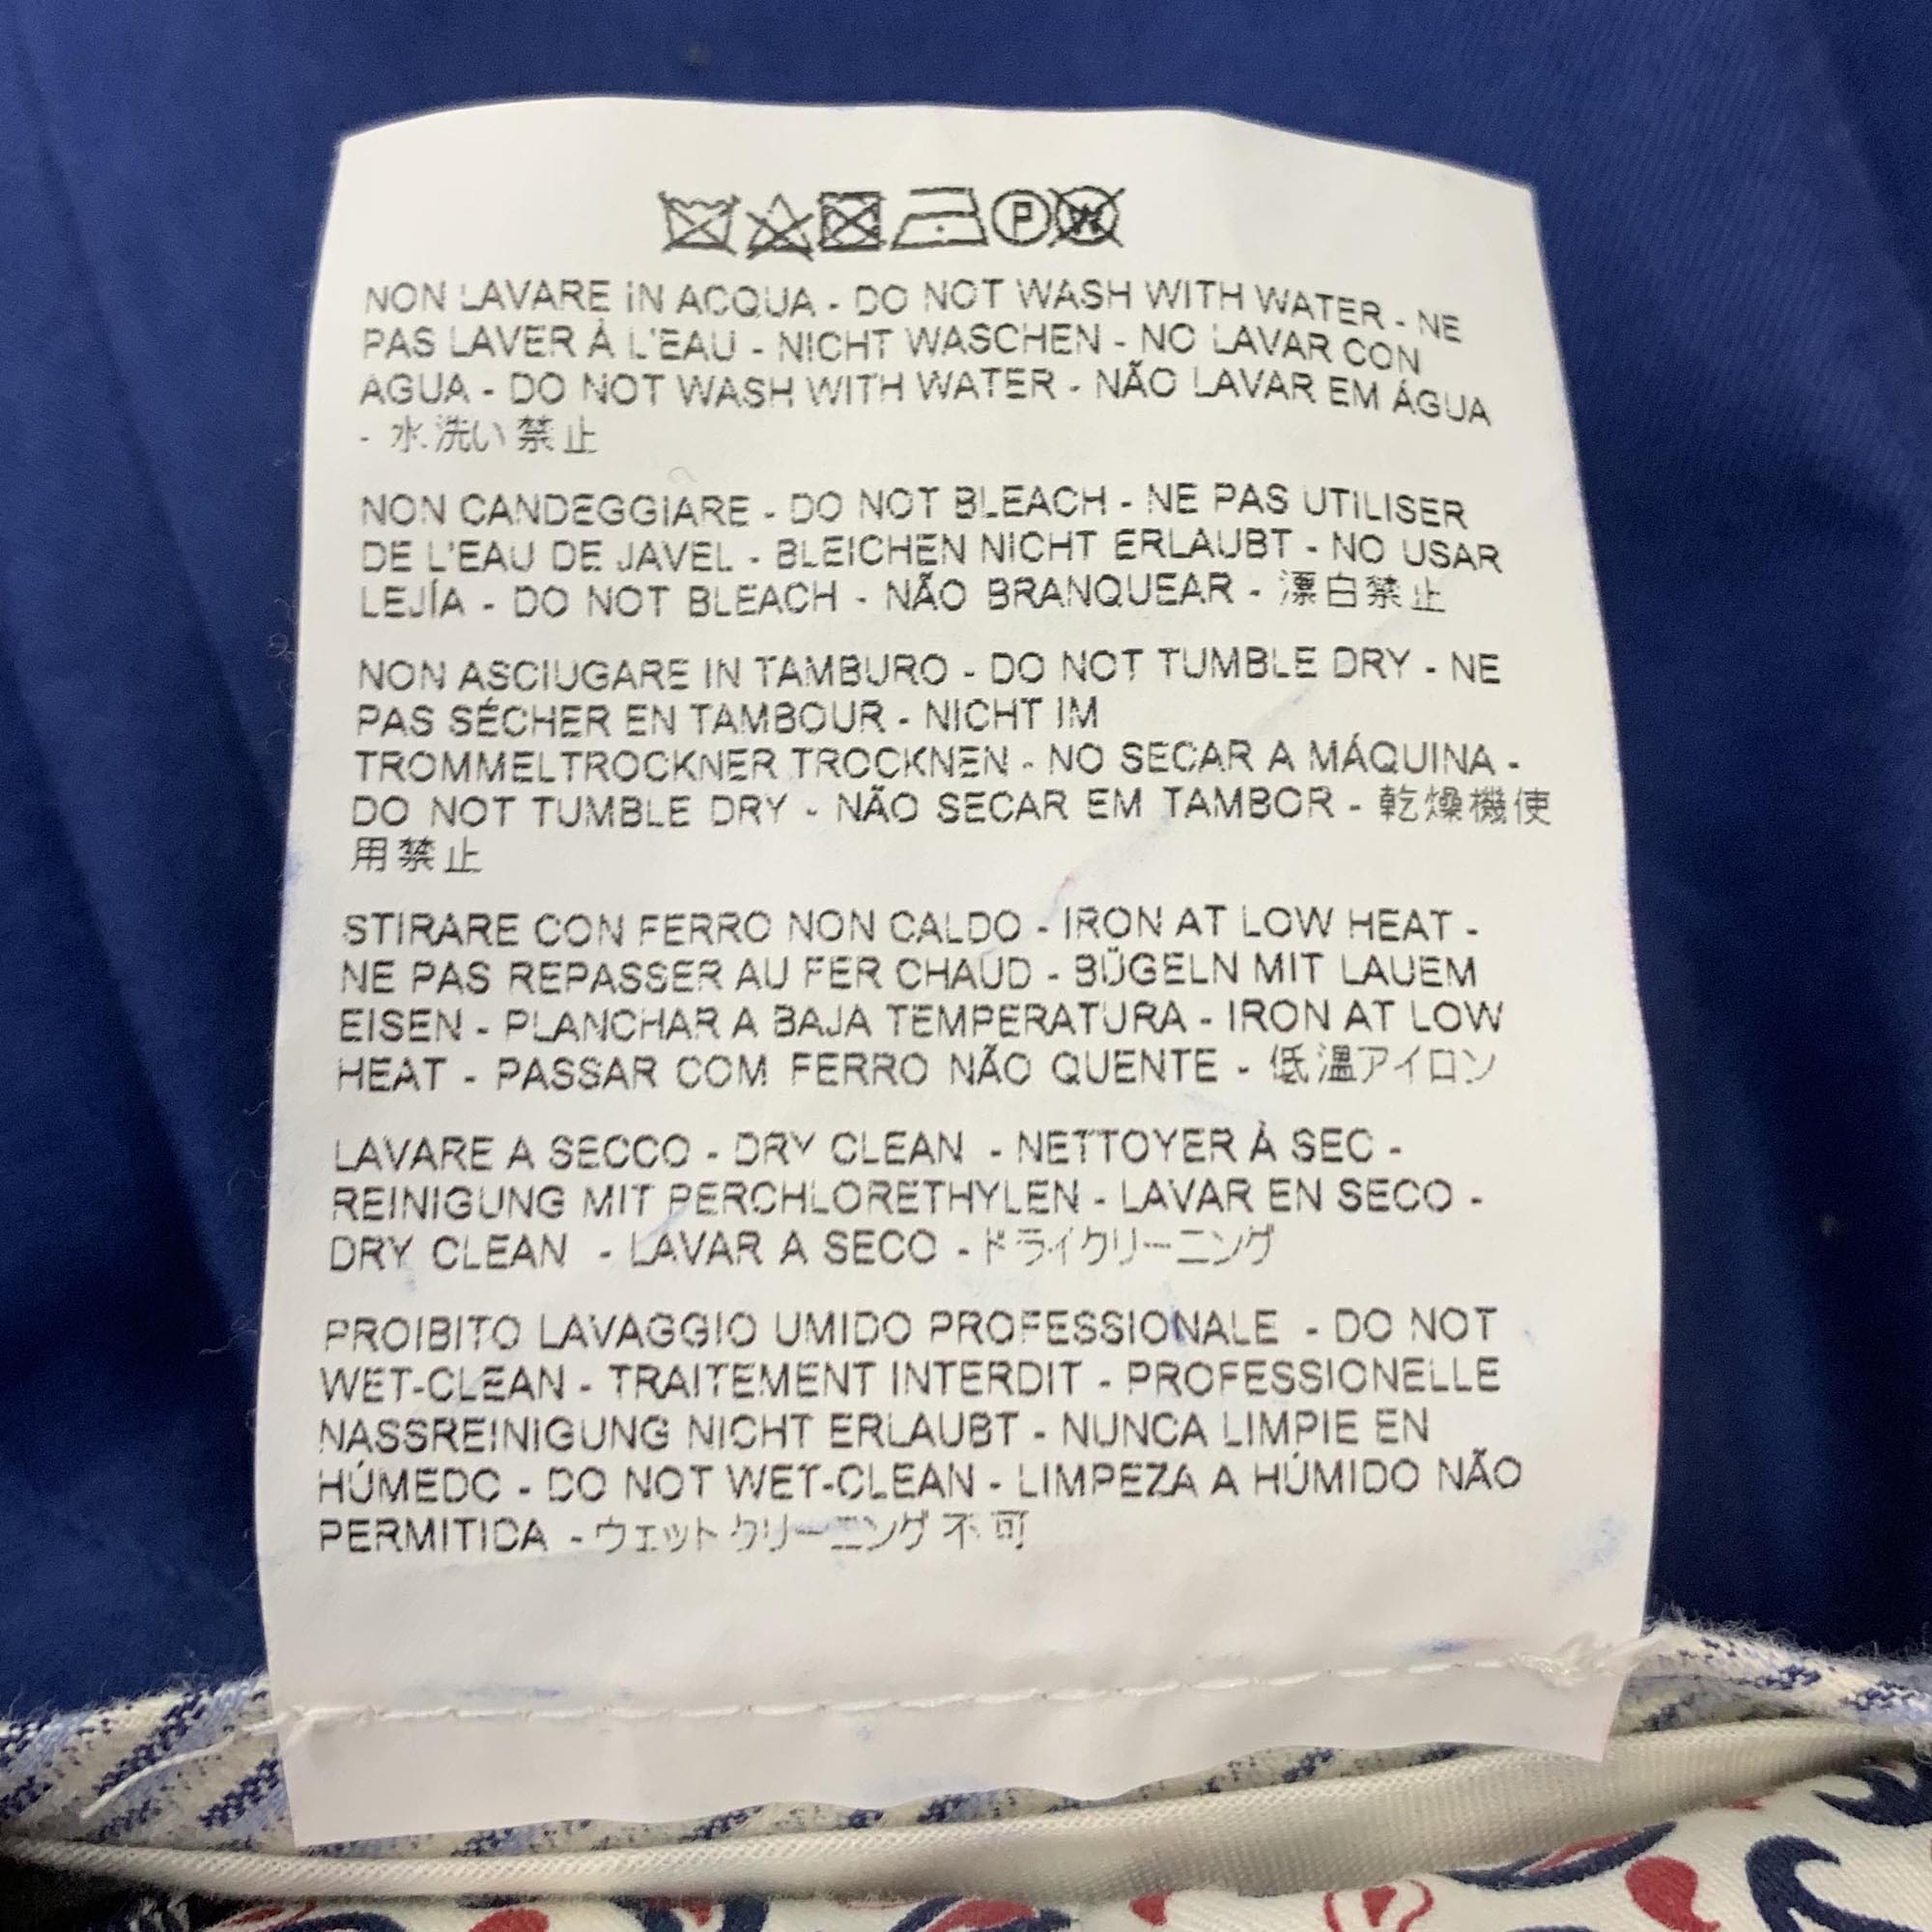 P W
NON LAVARE IN ACQUA - DO NOT WASH WITH WATER - NE
PAS LAVER À L'EAU - NICHT WASCHEN - NO LAVAR CON
AGUA - DO NOT WASH WITH WATER - NÃO LAVAR EM ÁGUA
- 水洗い禁止
NON CANDEGGIARE - DO NOT BLEACH - NE PAS UTILISER
DE L'EAU DE JAVEL - BLEICHEN NICHT ERLAUBT - NO USAR
LEJÍA - DO NOT BLEACH - NÃO BRANQUEAR - 漂白禁止
NON ASCIUGARE IN TAMBURO - DO NOT TUMBLE DRY - NE
PAS SÉCHER EN TAMBOUR - NICHT IM
TROMMELTROCKNER TROCKNEN - NO SECAR A MÁQUINA -
DO NOT TUMBLE DRY - NÃO SECAR EM TAMBOR - 乾燥機使
用禁止
STIRARE CON FERRO NON CALDO - IRON AT LOW HEAT -
NE PAS REPASSER AU FER CHAUD - BÜGELN MIT LAUEM
EISEN - PLANCHAR A BAJA TEMPERATURA - IRON AT LOW
HEAT - PASSAR COM FERRO NÃO QUENTE - 低温アイロン
LAVARE A SECCO - DRY CLEAN - NETTOYER À SEC -
REINIGUNG MIT PERCHLORETHYLEN - LAVAR EN SECO -
DRY CLEAN - LAVAR A SECO - ドライクリーニング
PROIBITO LAVAGGIO UMIDO PROFESSIONALE - DO NOT
WET-CLEAN - TRAITEMENT INTERDIT - PROFESSIONELLE
NASSREINIGUNG NICHT ERLAUBT - NUNCA LIMPIE EN
HÚMEDO - DO NOT WET-CLEAN - LIMPEZA A HÚMIDO NÃO
PERMITIDA - ウェットクリーニング不可